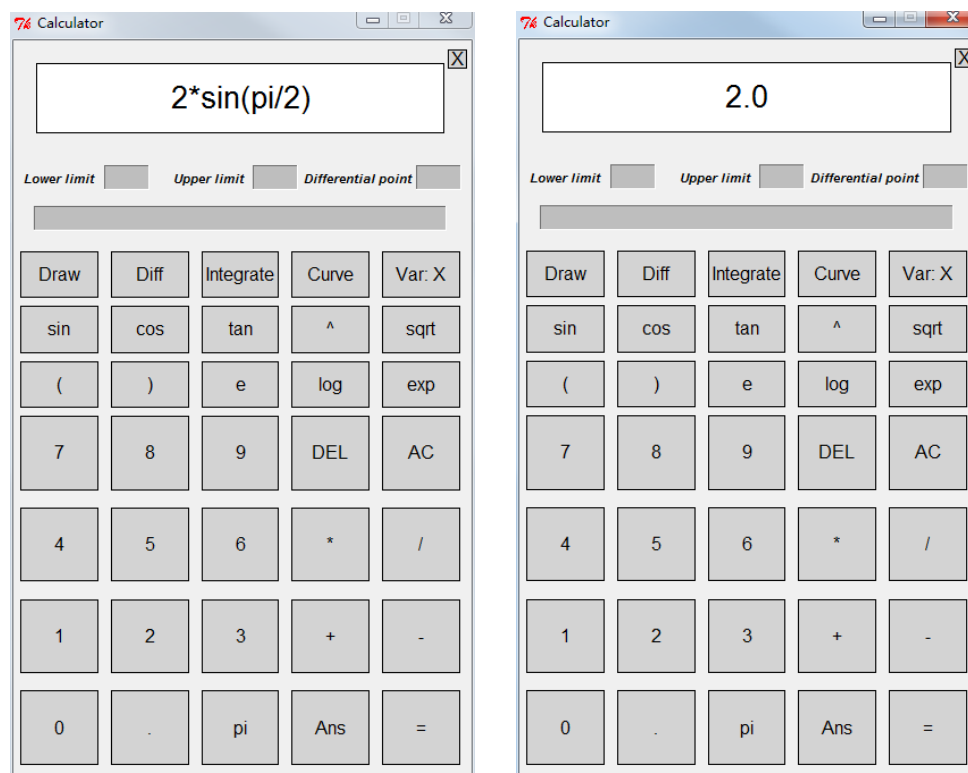 Calculator
X
2*sin(pi/2)
Lower limit Upper limit Differential point
Draw Diff Integrate Curve Var: X
sin cos tan ^ sqrt
( ) e log exp
7 8 9 DEL AC
4 5 6 * /
1 2 3 + -
0 . pi Ans =
Calculator
X
2.0
Lower limit Upper limit Differential point
Draw Diff Integrate Curve Var: X
sin cos tan ^ sqrt
( ) e log exp
7 8 9 DEL AC
4 5 6 * /
1 2 3 + -
0 . pi Ans =